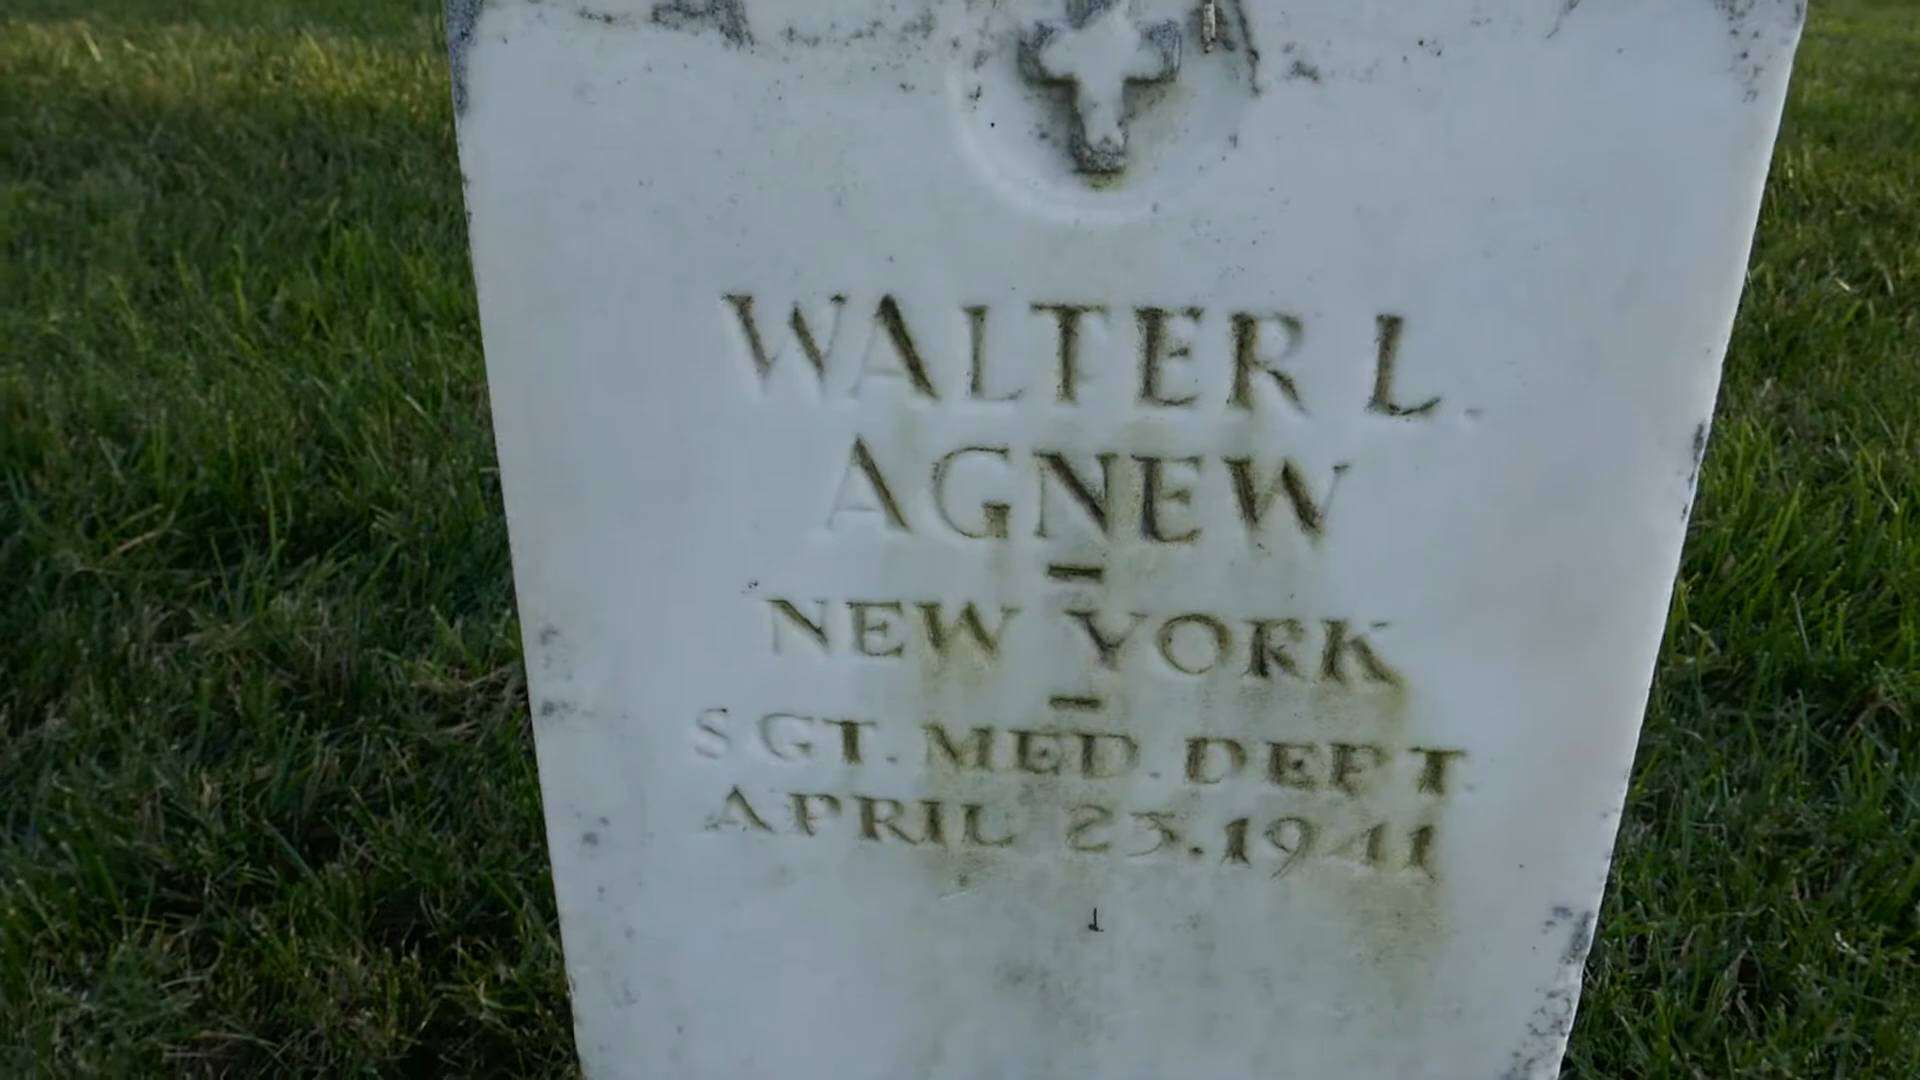 WALTER L.
AGNEW
—
NEW YORK
—
SGT. MED. DEPT.
APRIL 23. 1941